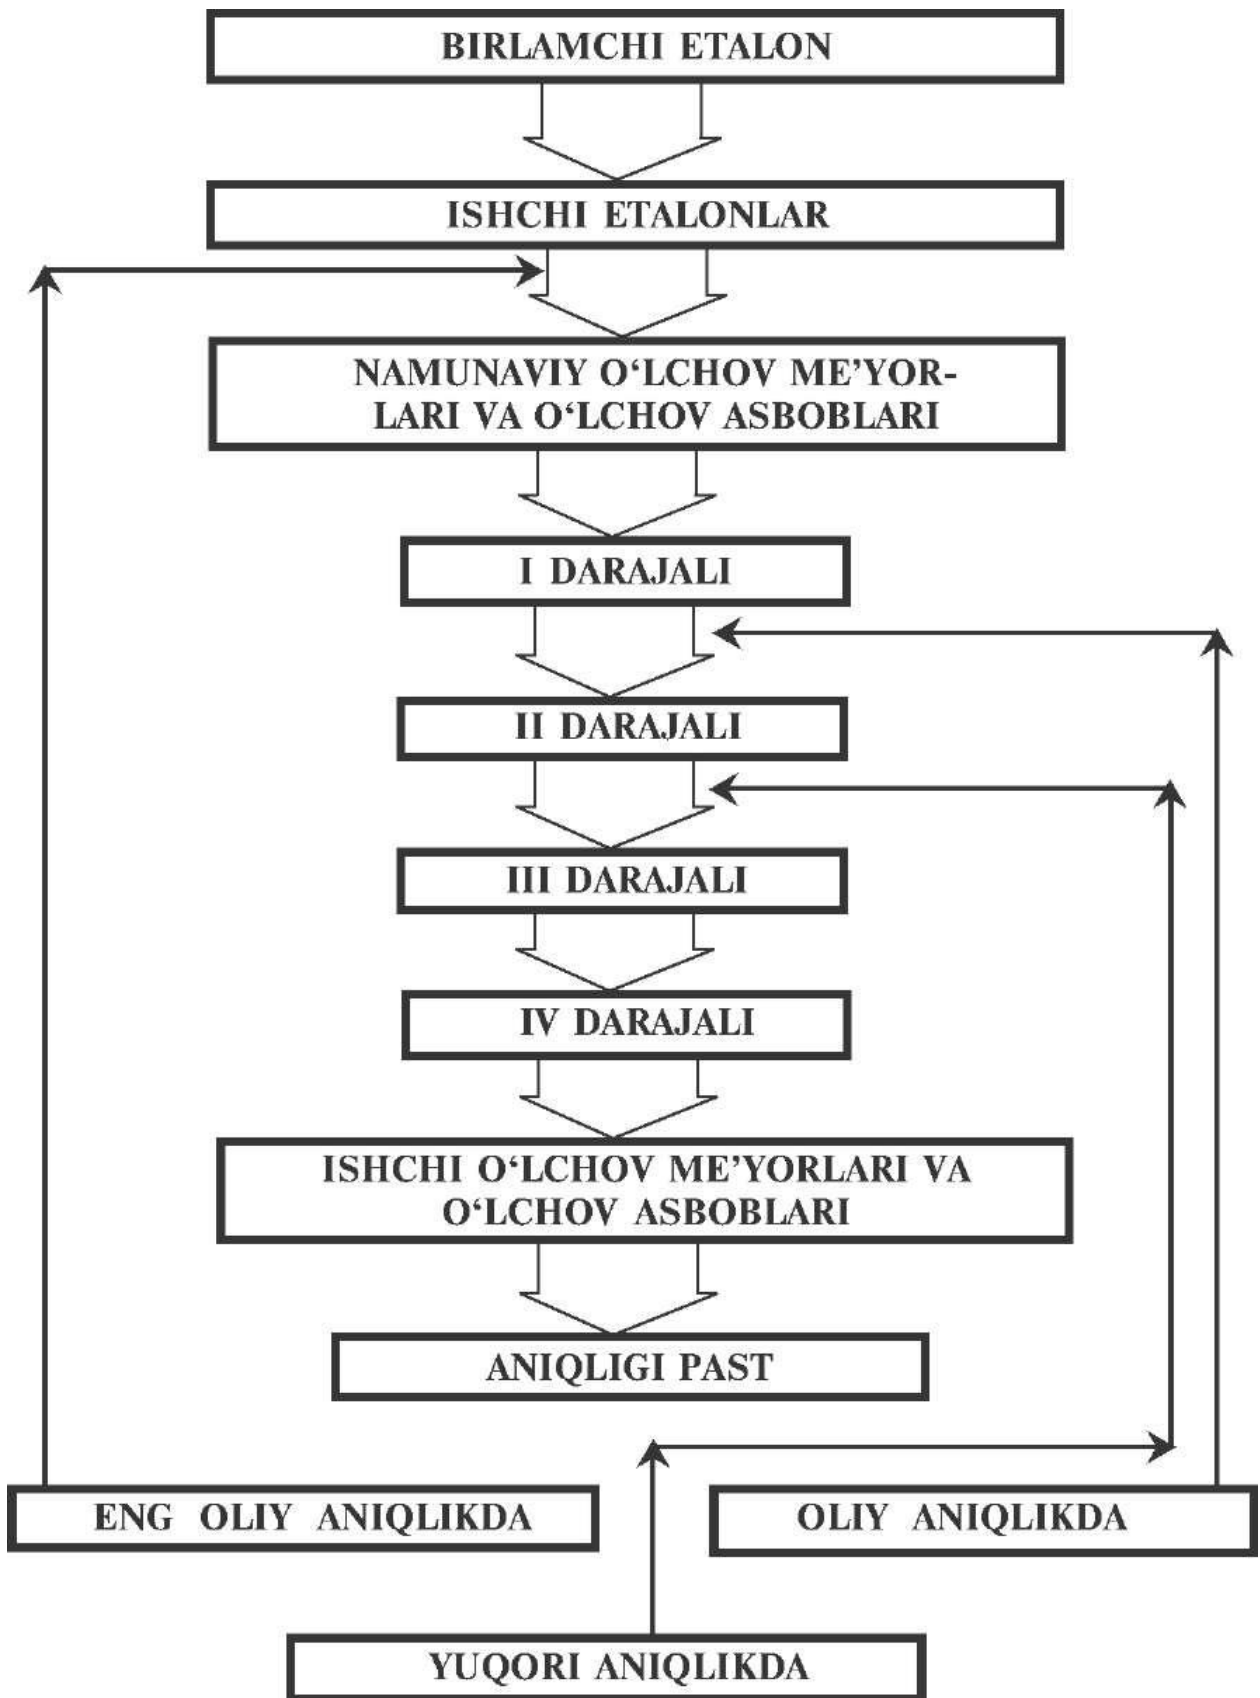 BIRLAMCHI ETALON
ISHCHI ETALONLAR
NAMUNAVIY O‘LCHOV ME’YOR-
LARI VA O‘LCHOV ASBOBLARI
I DARAJALI
II DARAJALI
III DARAJALI
IV DARAJALI
ISHCHI O‘LCHOV ME’YORLARI VA
O‘LCHOV ASBOBLARI
ANIQLIGI PAST
ENG OLIY ANIQLIKDA
OLIY ANIQLIKDA
YUQORI ANIQLIKDA